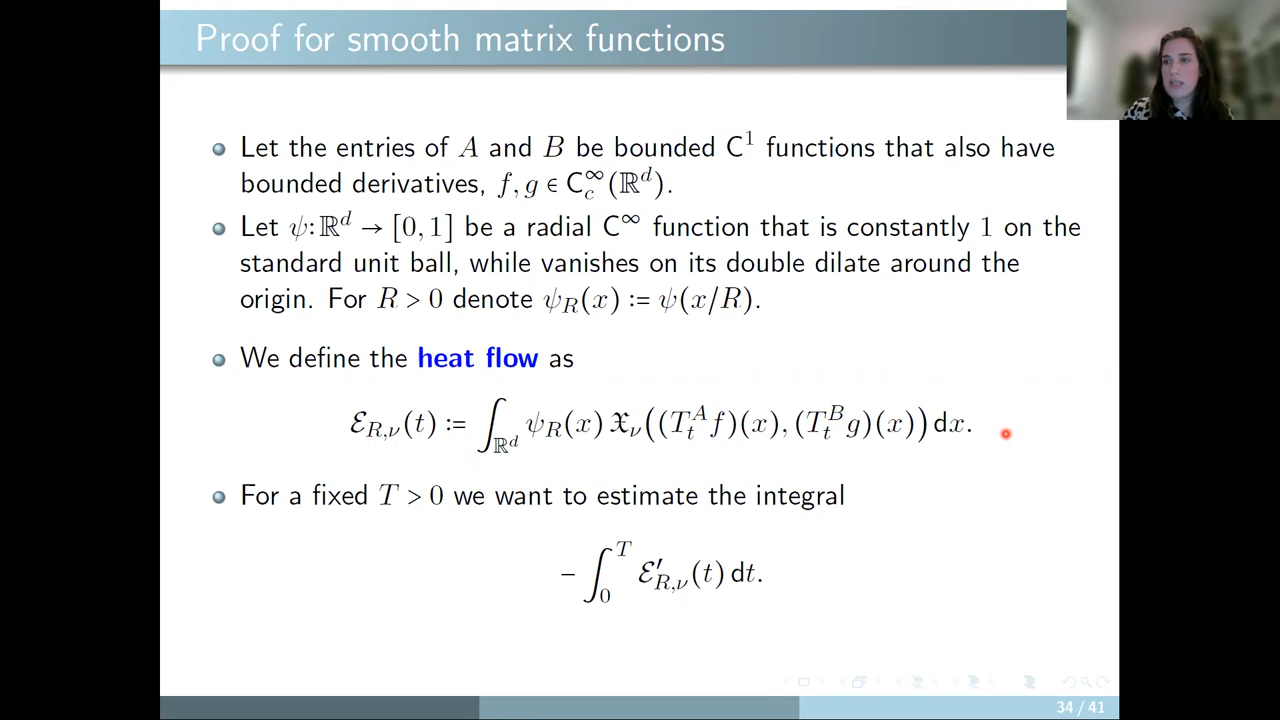 Proof for smooth matrix functions
Let the entries of A and B be bounded C¹ functions that also have
bounded derivatives, f, g ∈ C_c^∞(ℝ^d).
Let ψ: ℝ^d → [0, 1] be a radial C^∞ function that is constantly 1 on the
standard unit ball, while vanishes on its double dilate around the
origin. For R > 0 denote ψ_R(x) := ψ(x/R).
We define the heat flow as
ℰ_{R,ν}(t) := ∫_{ℝ^d} ψ_R(x) 𝔛_ν((T_t^A f)(x), (T_t^B g)(x)) dx.
For a fixed T > 0 we want to estimate the integral
− ∫_0^T ℰ′_{R,ν}(t) dt.
34 / 41